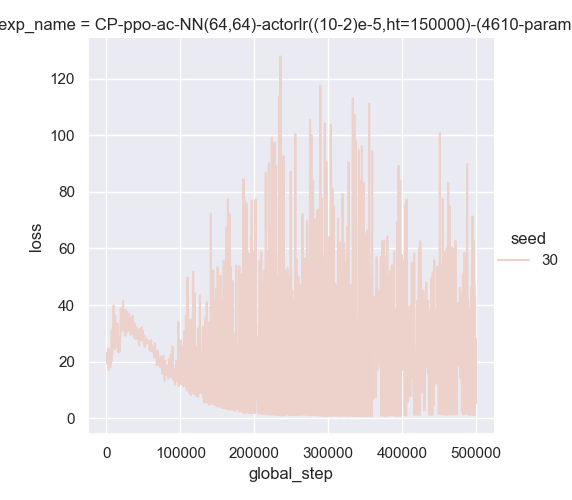 exp_name = CP-ppo-ac-NN(64,64)-actorlr((10-2)e-5,ht=150000)-(4610-param
120
100
80
60
40
20
0
loss
0 100000 200000 300000 400000 500000
global_step
seed
30